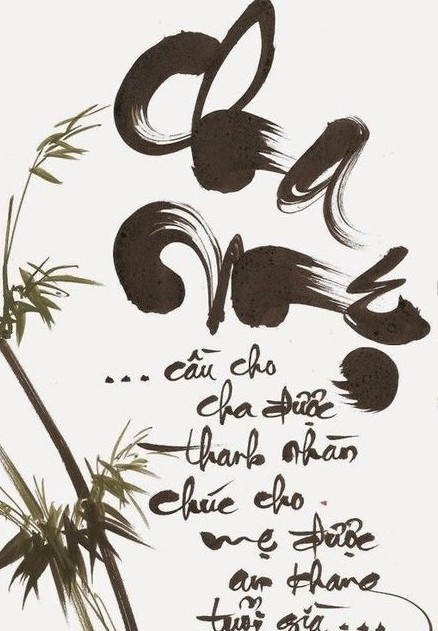 Cha
Mẹ
... cầu cho
cha được
thanh nhàn
chúc cho
mẹ được
an khang
tuổi già ...